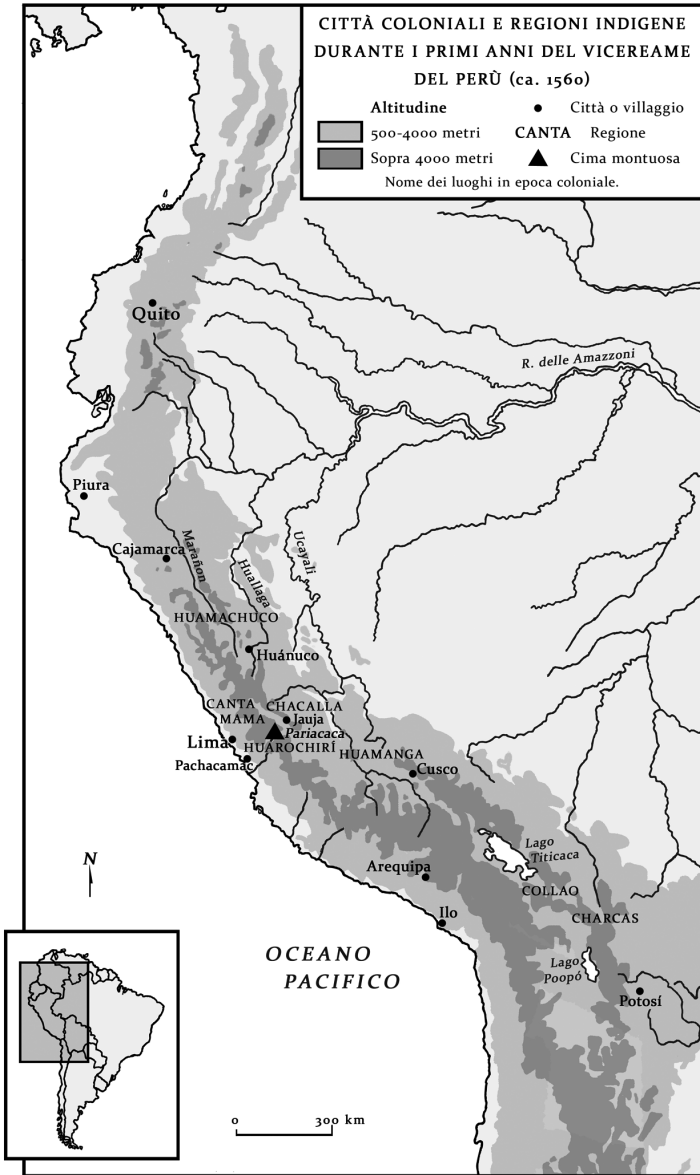 CITTÀ COLONIALI E REGIONI INDIGENE
DURANTE I PRIMI ANNI DEL VICEREAME
DEL PERÙ (ca. 1560)
Altitudine
500-4000 metri
Sopra 4000 metri
Città o villaggio
CANTA Regione
Cima montuosa
Nome dei luoghi in epoca coloniale.
Quito
R. delle Amazzoni
Piura
Cajamarca
Marañon
Huallaga
Ucayali
HUAMACHUCO
Huánuco
CANTA
CHACALLA
MAMA
Jauja
Pariacaca
Lima
HUAROCHIRÍ
HUAMANGA
Pachacamac
Cusco
Lago
Titicaca
N
Arequipa
COLLAO
Ilo
CHARCAS
OCEANO
PACIFICO
Lago
Poopó
Potosí
0 300 km